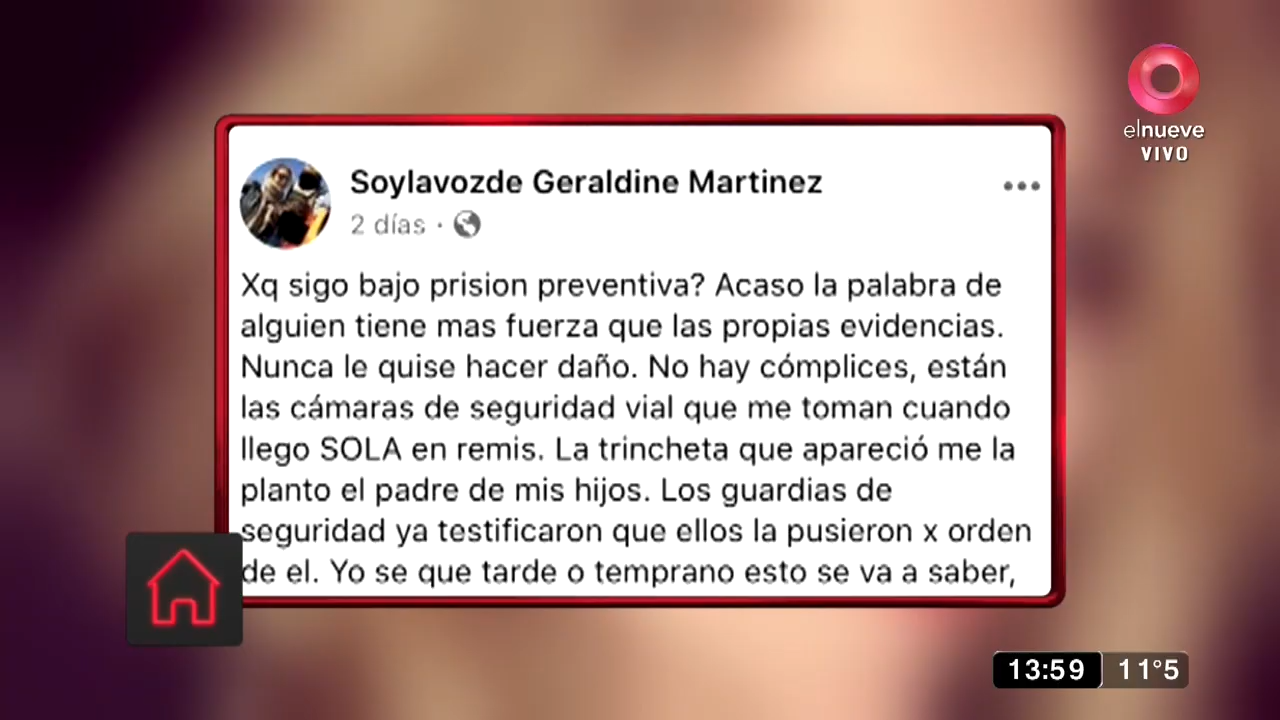 elnueve
VIVO
Soylavozde Geraldine Martinez
2 días ·
Xq sigo bajo prision preventiva? Acaso la palabra de
alguien tiene mas fuerza que las propias evidencias.
Nunca le quise hacer daño. No hay cómplices, están
las cámaras de seguridad vial que me toman cuando
llego SOLA en remis. La trincheta que apareció me la
planto el padre de mis hijos. Los guardias de
seguridad ya testificaron que ellos la pusieron x orden
de el. Yo se que tarde o temprano esto se va a saber,
13:59 11°5